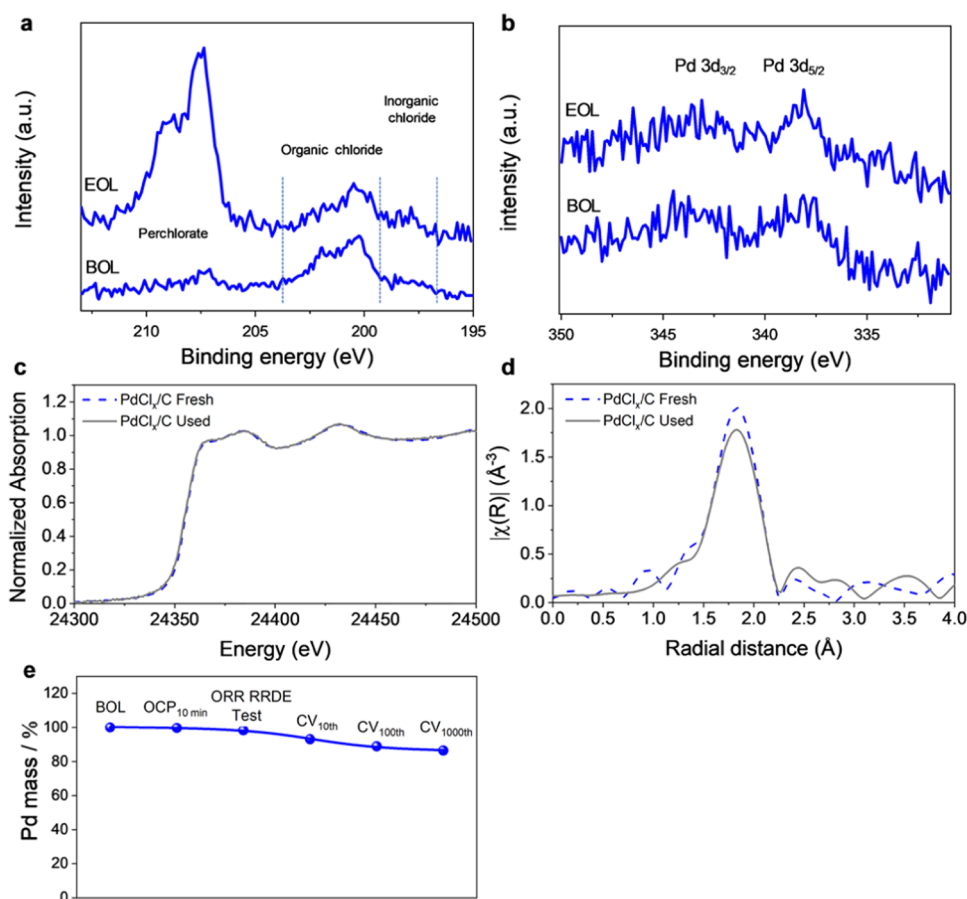 a
Intensity (a.u.)
EOL
BOL
Perchlorate
Organic chloride
Inorganic
chloride
210 205 200 195
Binding energy (eV)
b
intensity (a.u.)
Pd 3d3/2 Pd 3d5/2
EOL
BOL
350 345 340 335
Binding energy (eV)
c
PdClx/C Fresh
PdClx/C Used
Normalized Absorption
1.2
1.0
0.8
0.6
0.4
0.2
0.0
24300 24350 24400 24450 24500
Energy (eV)
d
PdClx/C Fresh
PdClx/C Used
|χ(R)| (Å-3)
2.0
1.5
1.0
0.5
0.0
0.0 0.5 1.0 1.5 2.0 2.5 3.0 3.5 4.0
Radial distance (Å)
e
Pd mass / %
120
100
80
60
40
20
0
BOL
OCP10 min
ORR RRDE
Test
CV10th
CV100th
CV1000th